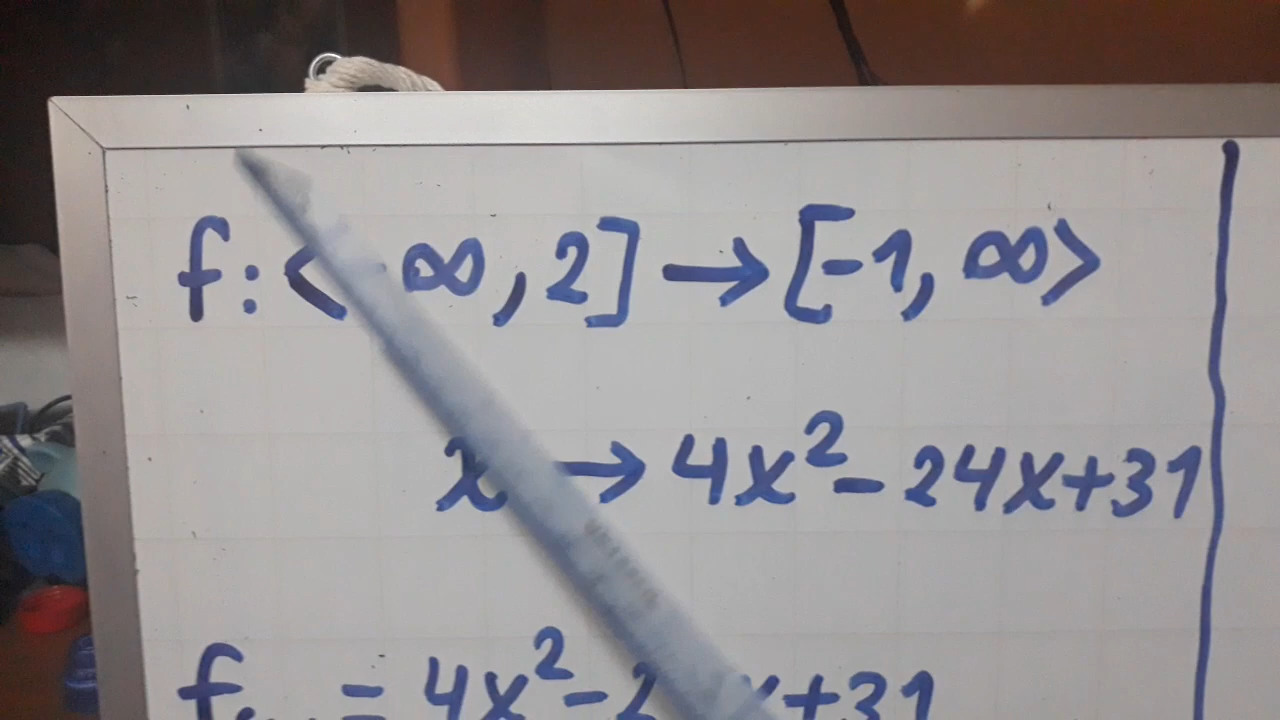 f:<-∞,2]→[-1,∞>
x→4x²-24x+31
= 4x²-2 x+31